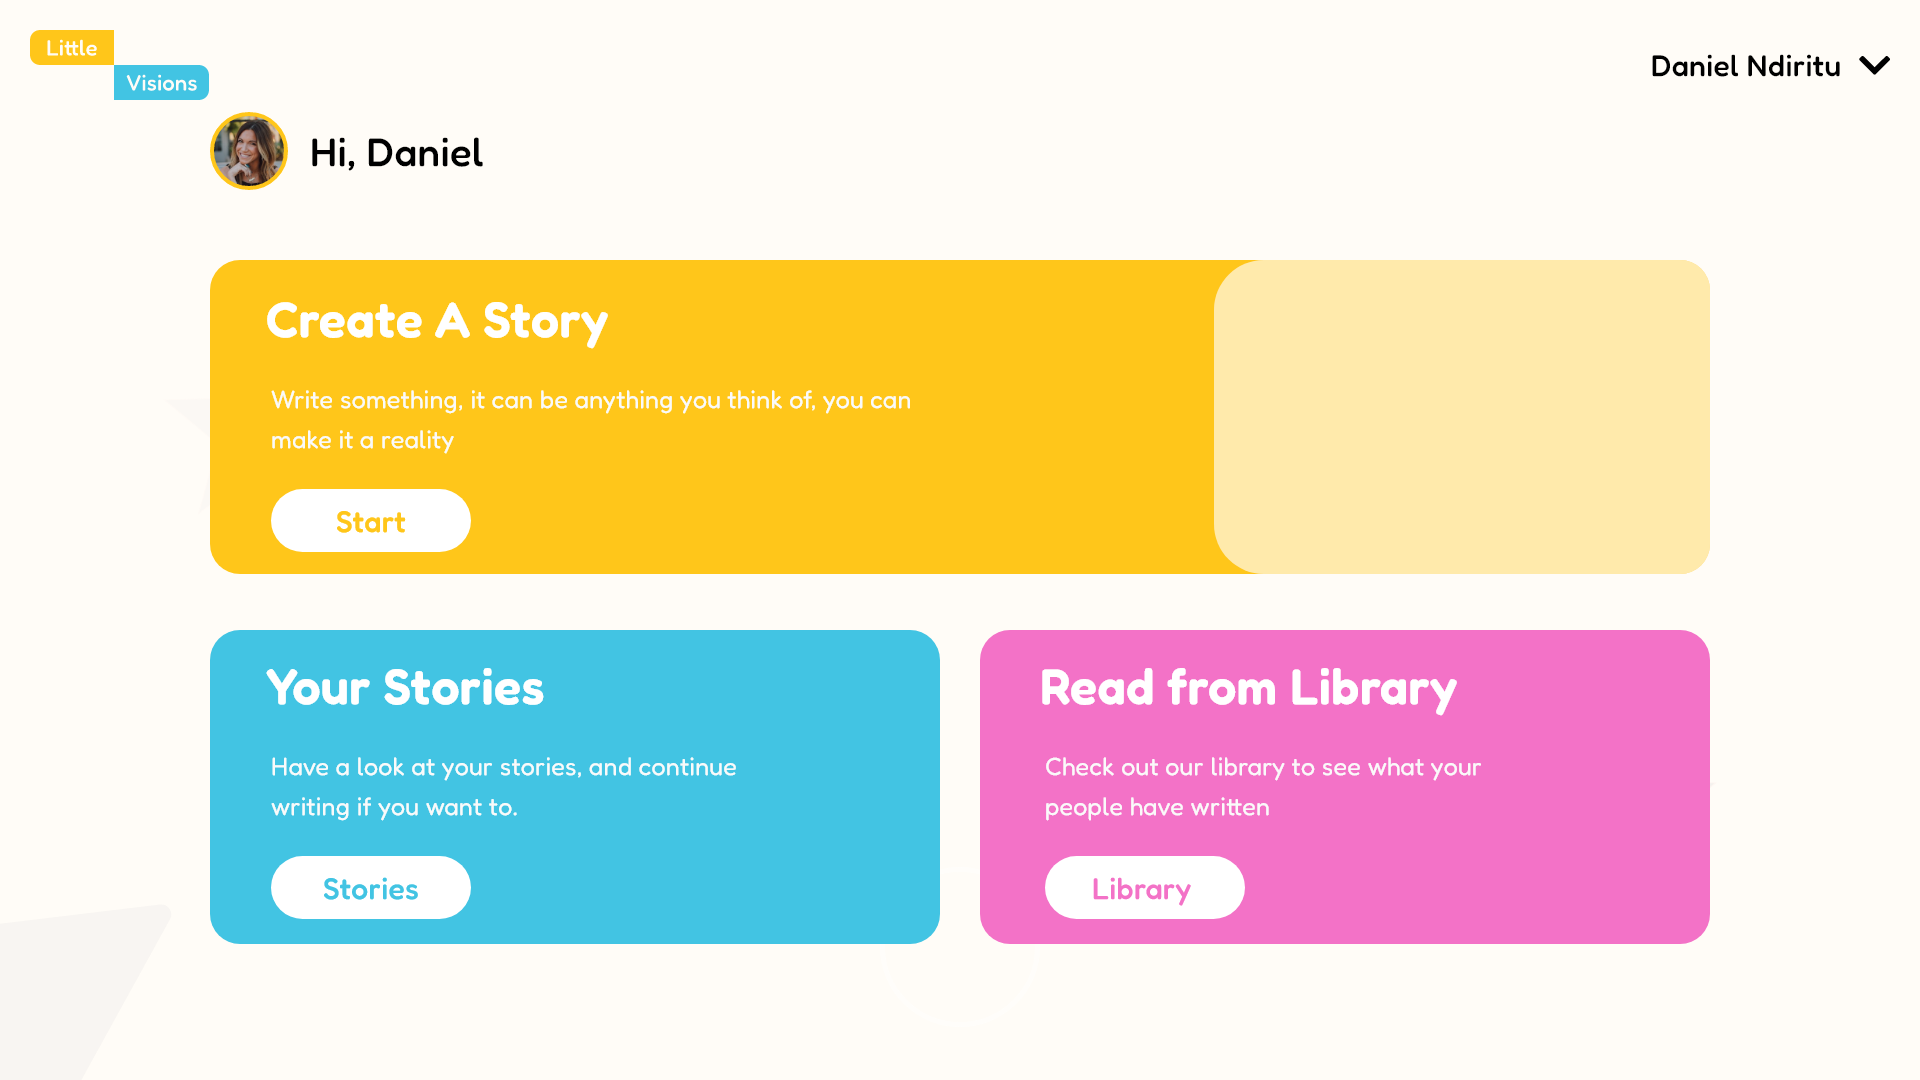 Little
Visions
Daniel Ndiritu
Hi, Daniel
Create A Story
Write something, it can be anything you think of, you can
make it a reality
Start
Your Stories
Have a look at your stories, and continue
writing if you want to.
Stories
Read from Library
Check out our library to see what your
people have written
Library